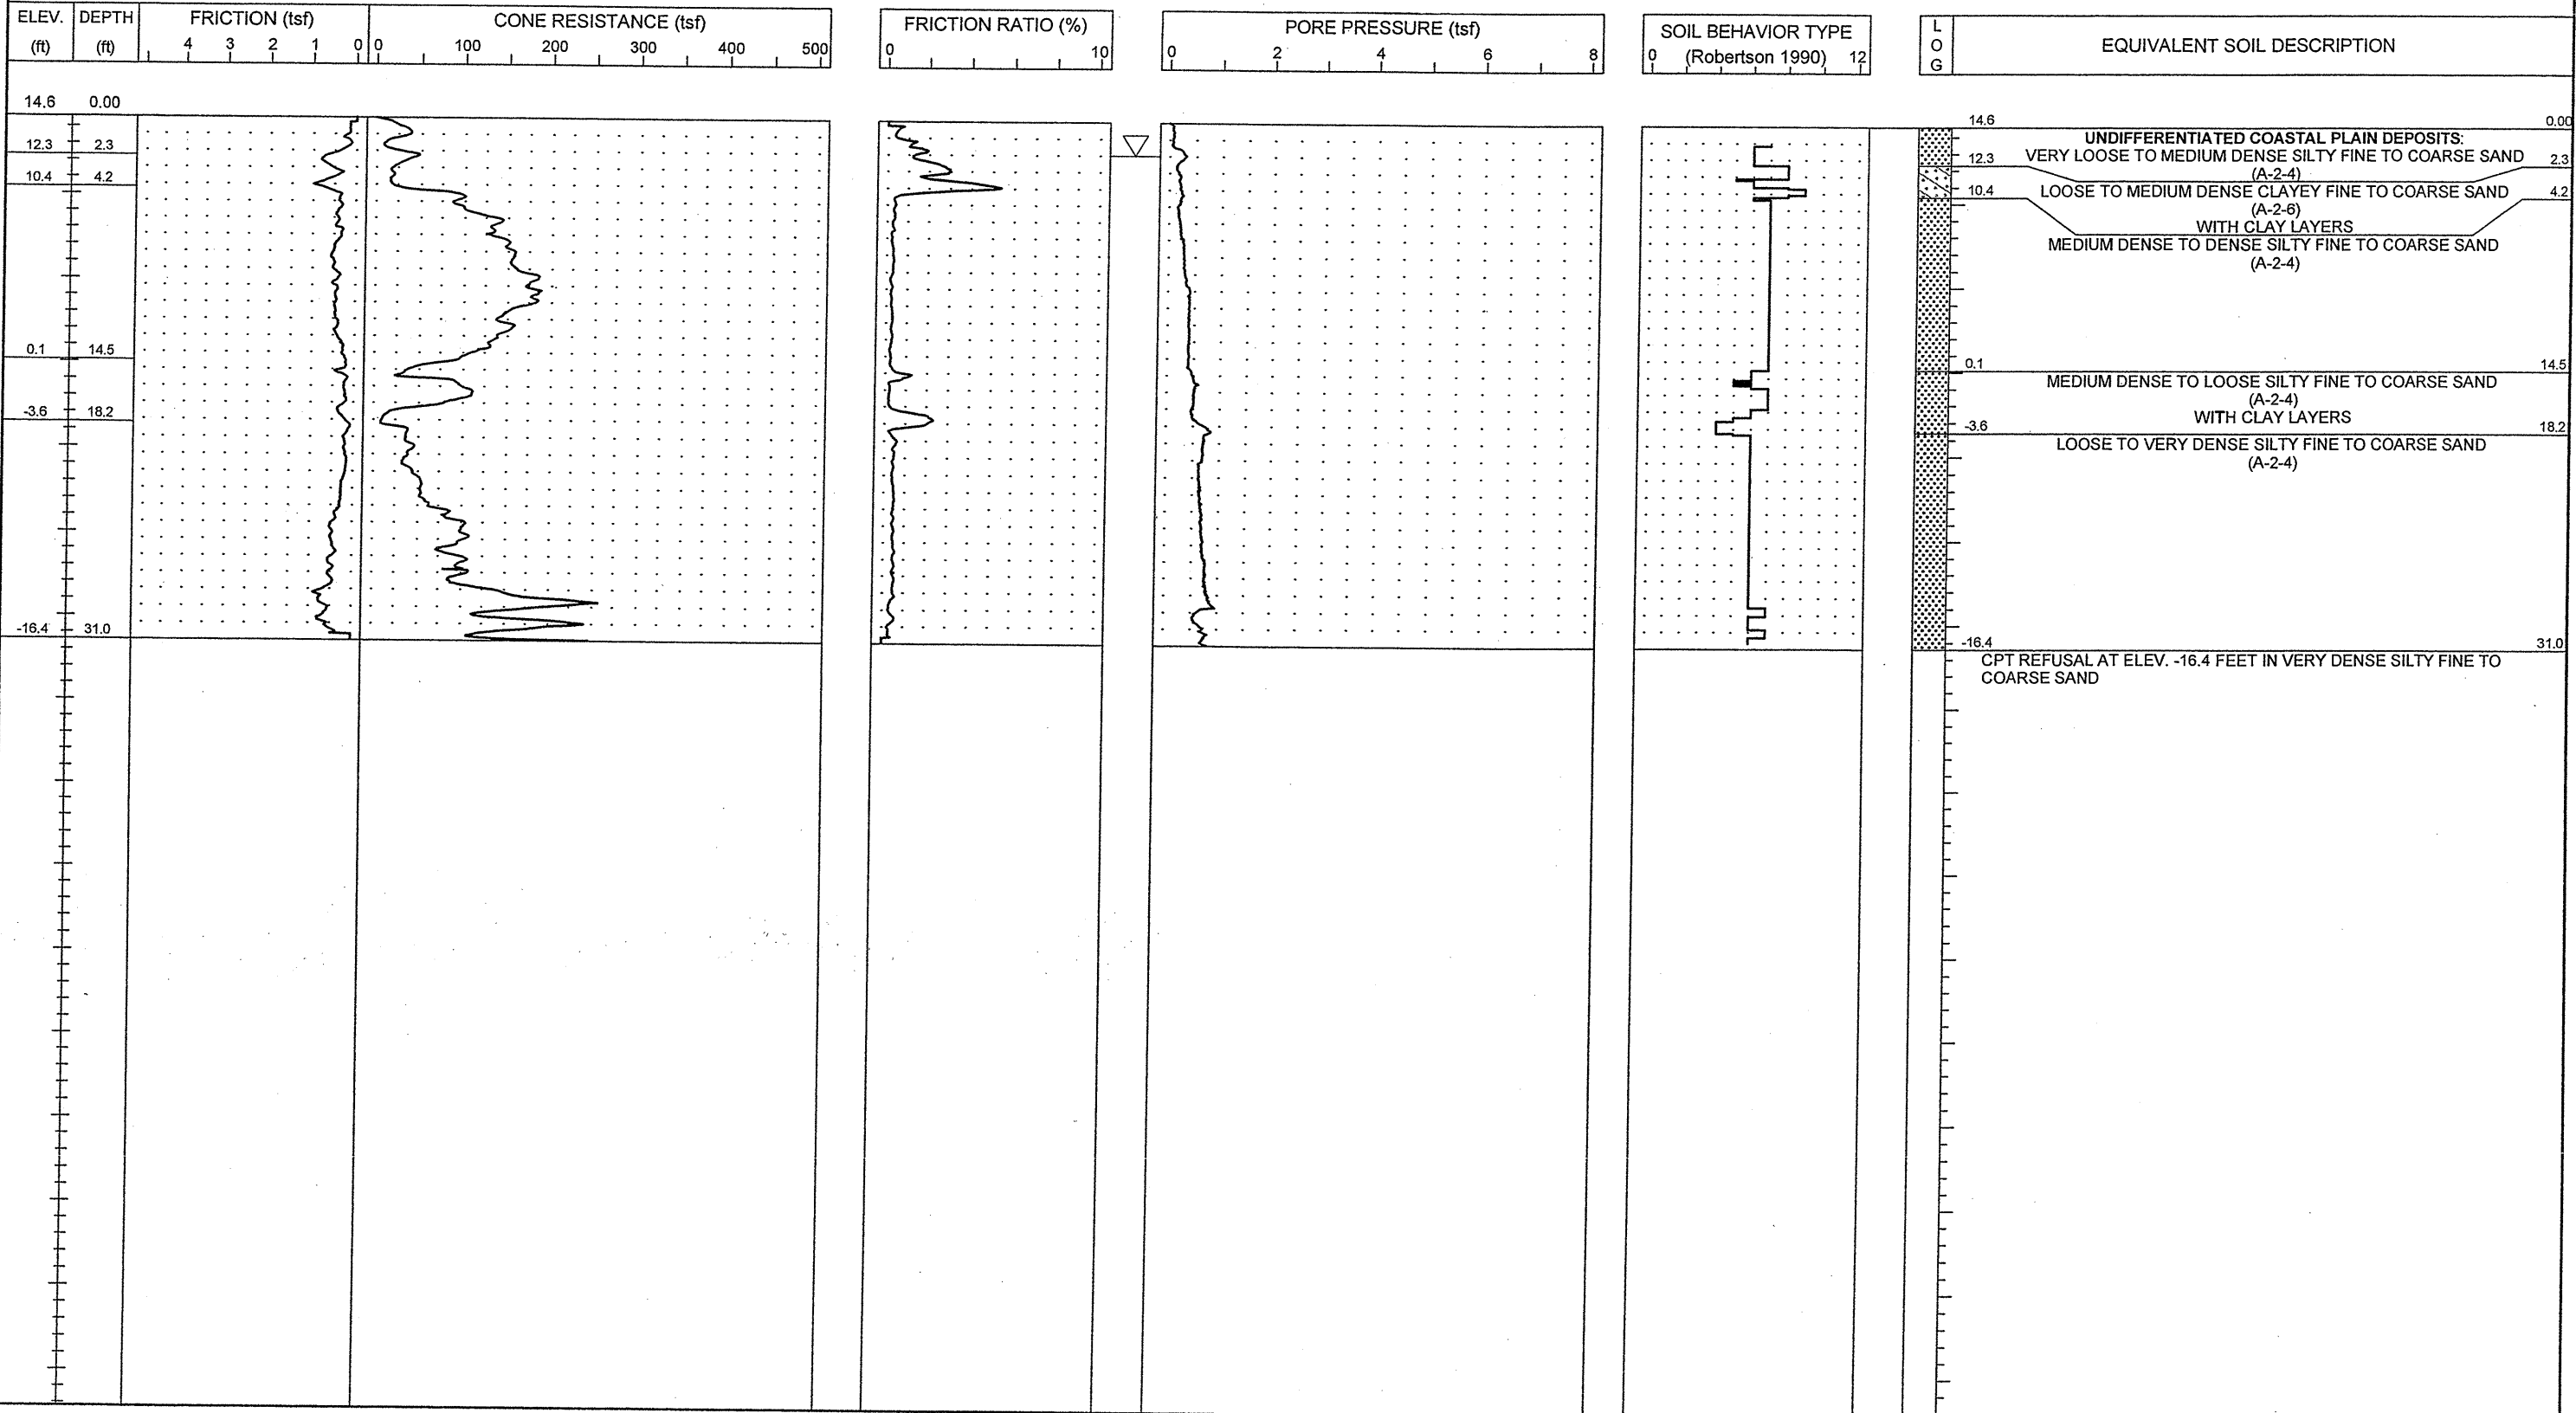 ELEV. (ft)
DEPTH (ft)
FRICTION (tsf)
4 3 2 1 0
CONE RESISTANCE (tsf)
0 100 200 300 400 500
FRICTION RATIO (%)
0 10
PORE PRESSURE (tsf)
0 2 4 6 8
SOIL BEHAVIOR TYPE
(Robertson 1990)
0 12
LOG
EQUIVALENT SOIL DESCRIPTION
14.6 0.00
12.3 2.3
10.4 4.2
0.1 14.5
-3.6 18.2
-16.4 31.0
14.6 0.00
UNDIFFERENTIATED COASTAL PLAIN DEPOSITS:
VERY LOOSE TO MEDIUM DENSE SILTY FINE TO COARSE SAND
12.3 2.3
(A-2-4)
LOOSE TO MEDIUM DENSE CLAYEY FINE TO COARSE SAND
10.4 4.2
(A-2-6)
WITH CLAY LAYERS
MEDIUM DENSE TO DENSE SILTY FINE TO COARSE SAND
(A-2-4)
0.1 14.5
MEDIUM DENSE TO LOOSE SILTY FINE TO COARSE SAND
(A-2-4)
WITH CLAY LAYERS
-3.6 18.2
LOOSE TO VERY DENSE SILTY FINE TO COARSE SAND
(A-2-4)
-16.4 31.0
CPT REFUSAL AT ELEV. -16.4 FEET IN VERY DENSE SILTY FINE TO
COARSE SAND